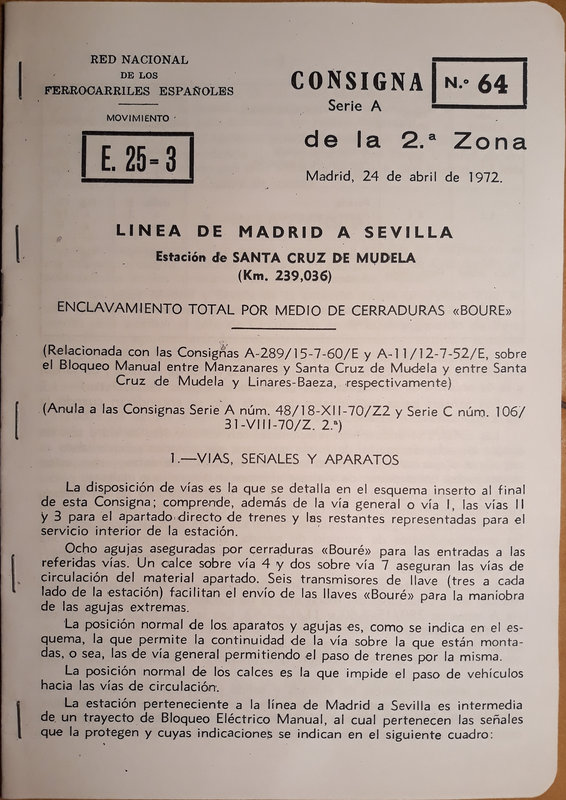 RED NACIONAL
DE LOS
FERROCARRILES ESPAÑOLES
MOVIMIENTO
E. 25=3
CONSIGNA
N.º 64
Serie A
de la 2.ª Zona
Madrid, 24 de abril de 1972.
LINEA DE MADRID A SEVILLA
Estación de SANTA CRUZ DE MUDELA
(Km. 239,036)
ENCLAVAMIENTO TOTAL POR MEDIO DE CERRADURAS «BOURE»
(Relacionada con las Consignas A-289/15-7-60/E y A-11/12-7-52/E, sobre
el Bloqueo Manual entre Manzanares y Santa Cruz de Mudela y entre Santa
Cruz de Mudela y Linares-Baeza, respectivamente)
(Anula a las Consignas Serie A núm. 48/18-XII-70/Z2 y Serie C núm. 106/
31-VIII-70/Z. 2.ª)
1.—VIAS, SEÑALES Y APARATOS
La disposición de vías es la que se detalla en el esquema inserto al final
de esta Consigna; comprende, además de la vía general o vía I, las vías II
y 3 para el apartado directo de trenes y las restantes representadas para el
servicio interior de la estación.
Ocho agujas aseguradas por cerraduras «Bouré» para las entradas a las
referidas vías. Un calce sobre vía 4 y dos sobre vía 7 aseguran las vías de
circulación del material apartado. Seis transmisores de llave (tres a cada
lado de la estación) facilitan el envío de las llaves «Bouré» para la maniobra
de las agujas extremas.
La posición normal de los aparatos y agujas es, como se indica en el es-
quema, la que permite la continuidad de la vía sobre la que están monta-
das, o sea, las de vía general permitiendo el paso de trenes por la misma.
La posición normal de los calces es la que impide el paso de vehículos
hacia las vías de circulación.
La estación perteneciente a la línea de Madrid a Sevilla es intermedia
de un trayecto de Bloqueo Eléctrico Manual, al cual pertenecen las señales
que la protegen y cuyas indicaciones se indican en el siguiente cuadro: